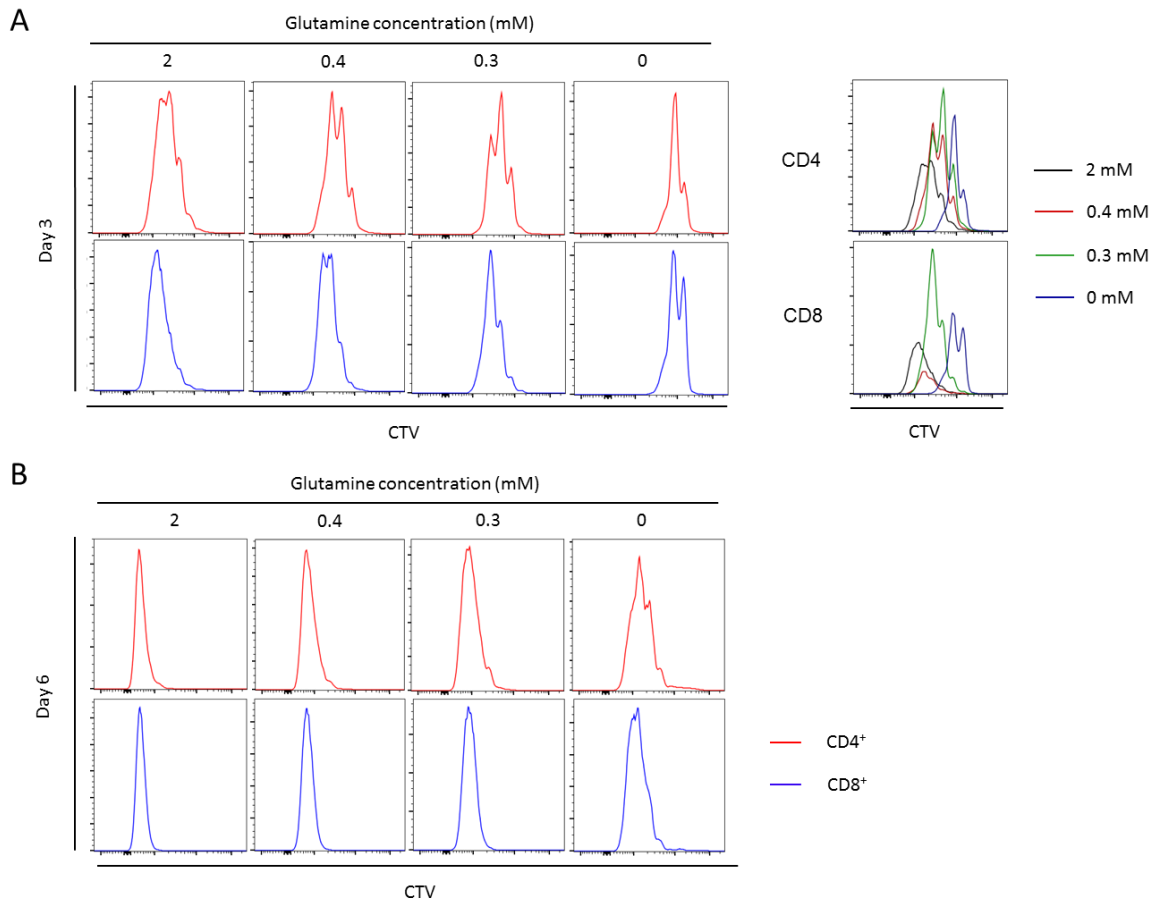 A
Glutamine concentration (mM)
2 0.4 0.3 0
Day 3
CD4
CD8
2 mM
0.4 mM
0.3 mM
0 mM
CTV
CTV
B
Glutamine concentration (mM)
2 0.4 0.3 0
Day 6
CD4⁺
CD8⁺
CTV